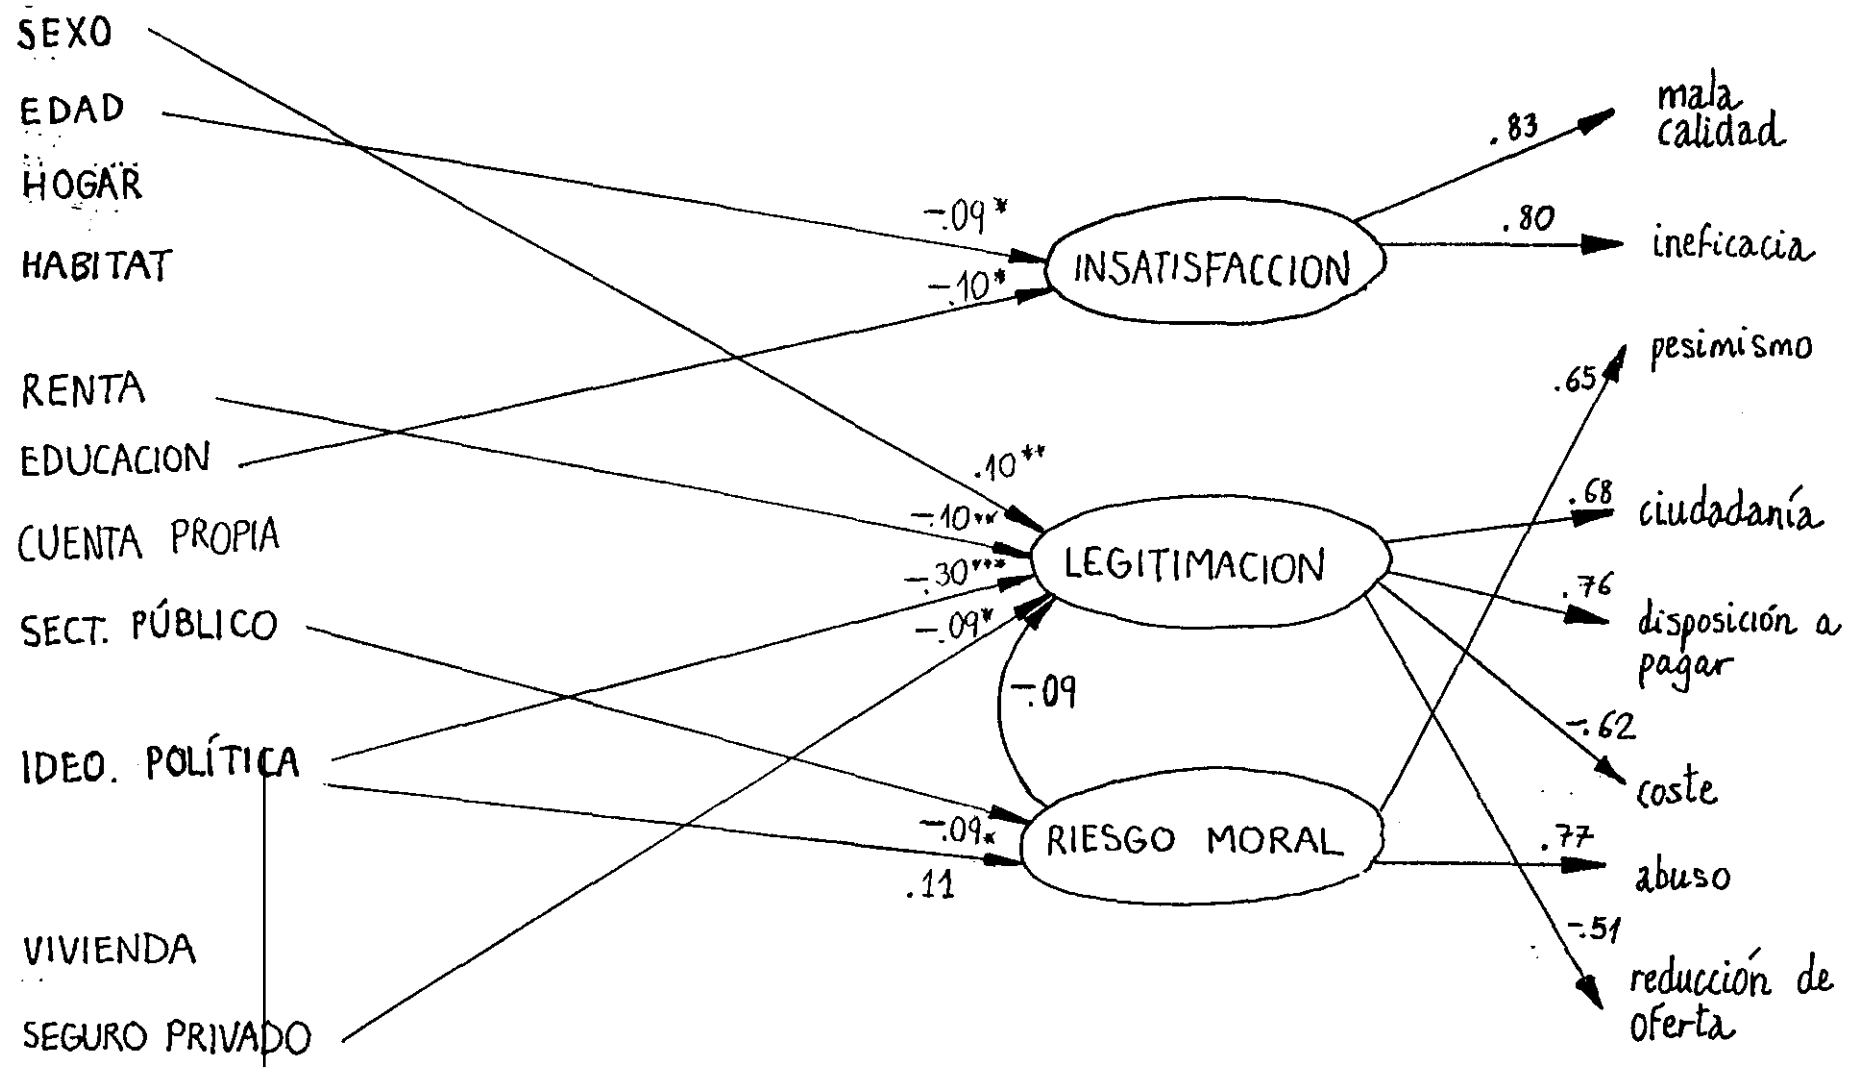 SEXO
EDAD
HOGAR
HABITAT
RENTA
EDUCACION
CUENTA PROPIA
SECT. PÚBLICO
IDEO. POLÍTICA
VIVIENDA
SEGURO PRIVADO
-.09*
-.10*
INSATISFACCION
.10**
-.10**
-.30***
-.09*
LEGITIMACION
-.09
-.09*
.11
RIESGO MORAL
.83
mala
calidad
.80
ineficacia
.65
pesimismo
.68
ciudadanía
.76
disposición a
pagar
-.62
coste
.77
abuso
-.51
reducción de
oferta